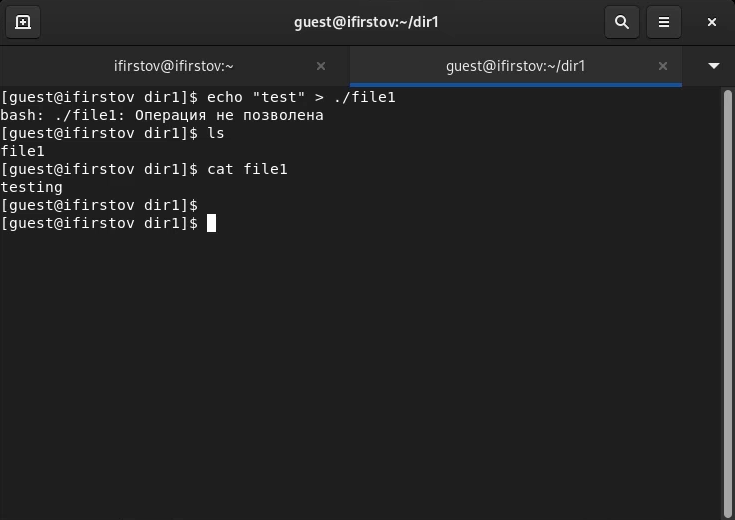 guest@ifirstov:~/dir1
ifirstov@ifirstov:~
guest@ifirstov:~/dir1
[guest@ifirstov dir1]$ echo "test" > ./file1
bash: ./file1: Операция не позволена
[guest@ifirstov dir1]$ ls
file1
[guest@ifirstov dir1]$ cat file1
testing
[guest@ifirstov dir1]$
[guest@ifirstov dir1]$